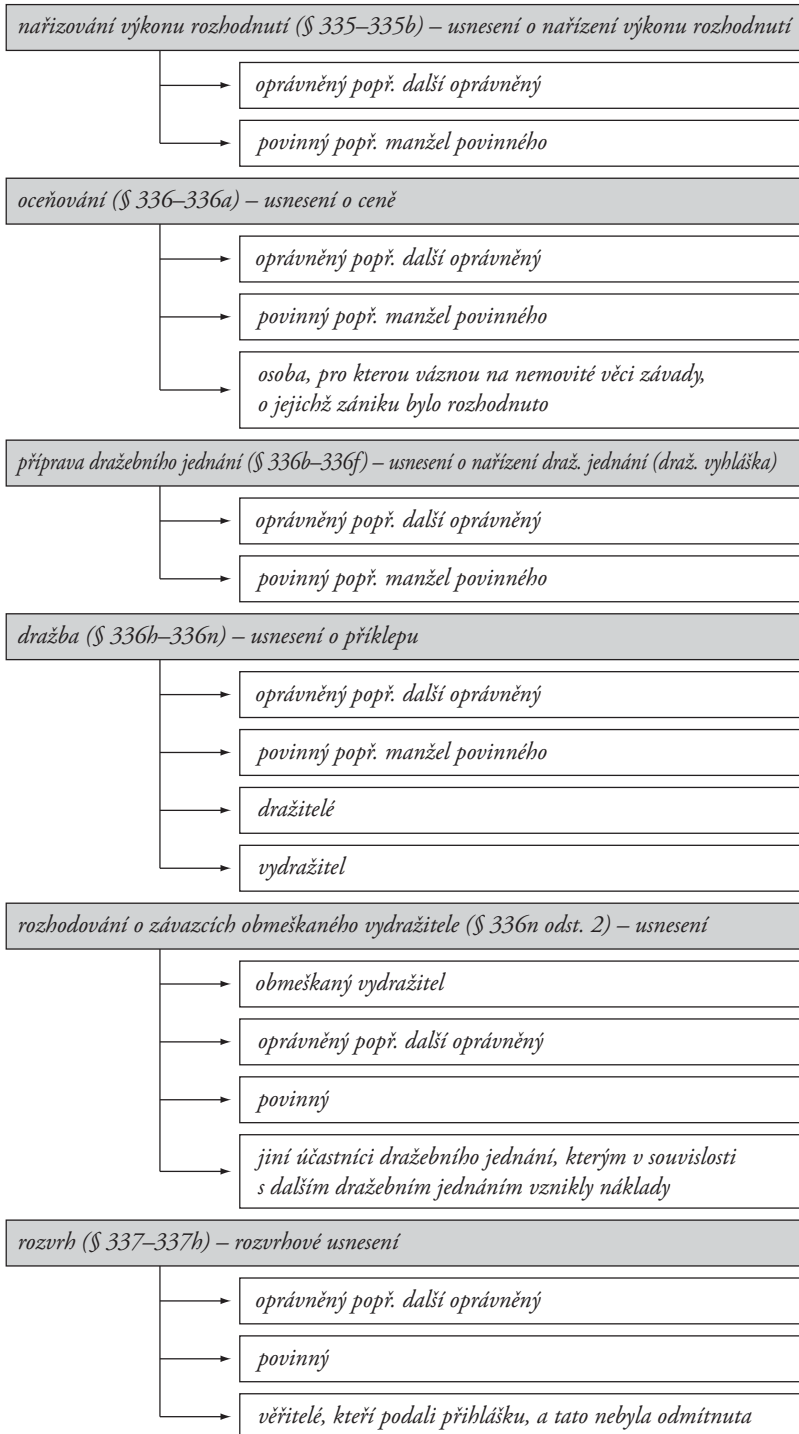 nařizování výkonu rozhodnutí (§ 335–335b) – usnesení o nařízení výkonu rozhodnutí
oprávněný popř. další oprávněný
povinný popř. manžel povinného
oceňování (§ 336–336a) – usnesení o ceně
oprávněný popř. další oprávněný
povinný popř. manžel povinného
osoba, pro kterou váznou na nemovité věci závady,
o jejichž zániku bylo rozhodnuto
příprava dražebního jednání (§ 336b–336f) – usnesení o nařízení draž. jednání (draž. vyhláška)
oprávněný popř. další oprávněný
povinný popř. manžel povinného
dražba (§ 336h–336n) – usnesení o příklepu
oprávněný popř. další oprávněný
povinný popř. manžel povinného
dražitelé
vydražitel
rozhodování o závazcích obmeškaného vydražitele (§ 336n odst. 2) – usnesení
obmeškaný vydražitel
oprávněný popř. další oprávněný
povinný
jiní účastníci dražebního jednání, kterým v souvislosti
s dalším dražebním jednáním vznikly náklady
rozvrh (§ 337–337h) – rozvrhové usnesení
oprávněný popř. další oprávněný
povinný
věřitelé, kteří podali přihlášku, a tato nebyla odmítnuta